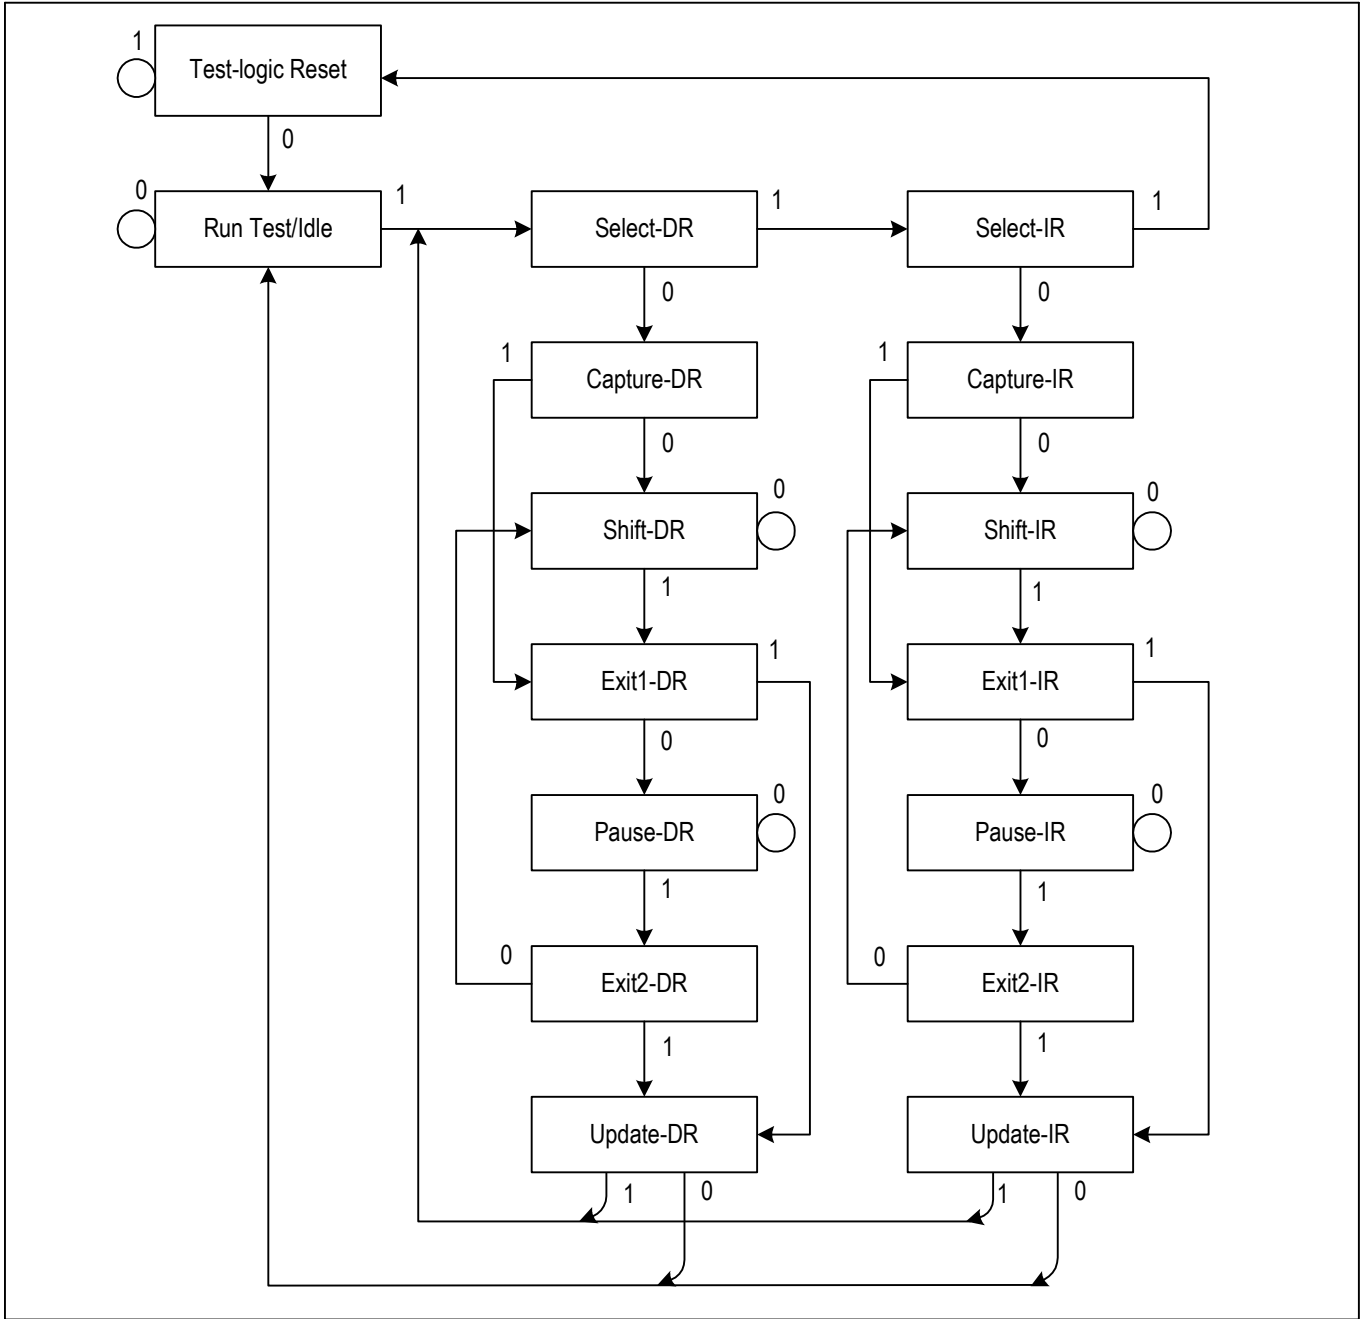 1
Test-logic Reset
0
0
Run Test/Idle
1
Select-DR
1
Select-IR
1
0
0
1
Capture-DR
1
Capture-IR
0
0
Shift-DR
0
Shift-IR
0
1
1
Exit1-DR
1
Exit1-IR
1
0
0
Pause-DR
0
Pause-IR
0
1
1
0
Exit2-DR
0
Exit2-IR
1
1
Update-DR
Update-IR
1
0
1
0